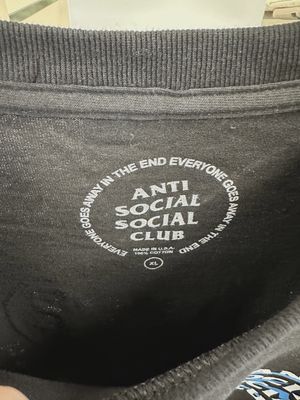 EVERYONE GOES AWAY IN THE END EVERYONE GOES AWAY IN THE END
ANTI
SOCIAL
SOCIAL
CLUB
MADE IN U.S.A.
100% COTTON
XL